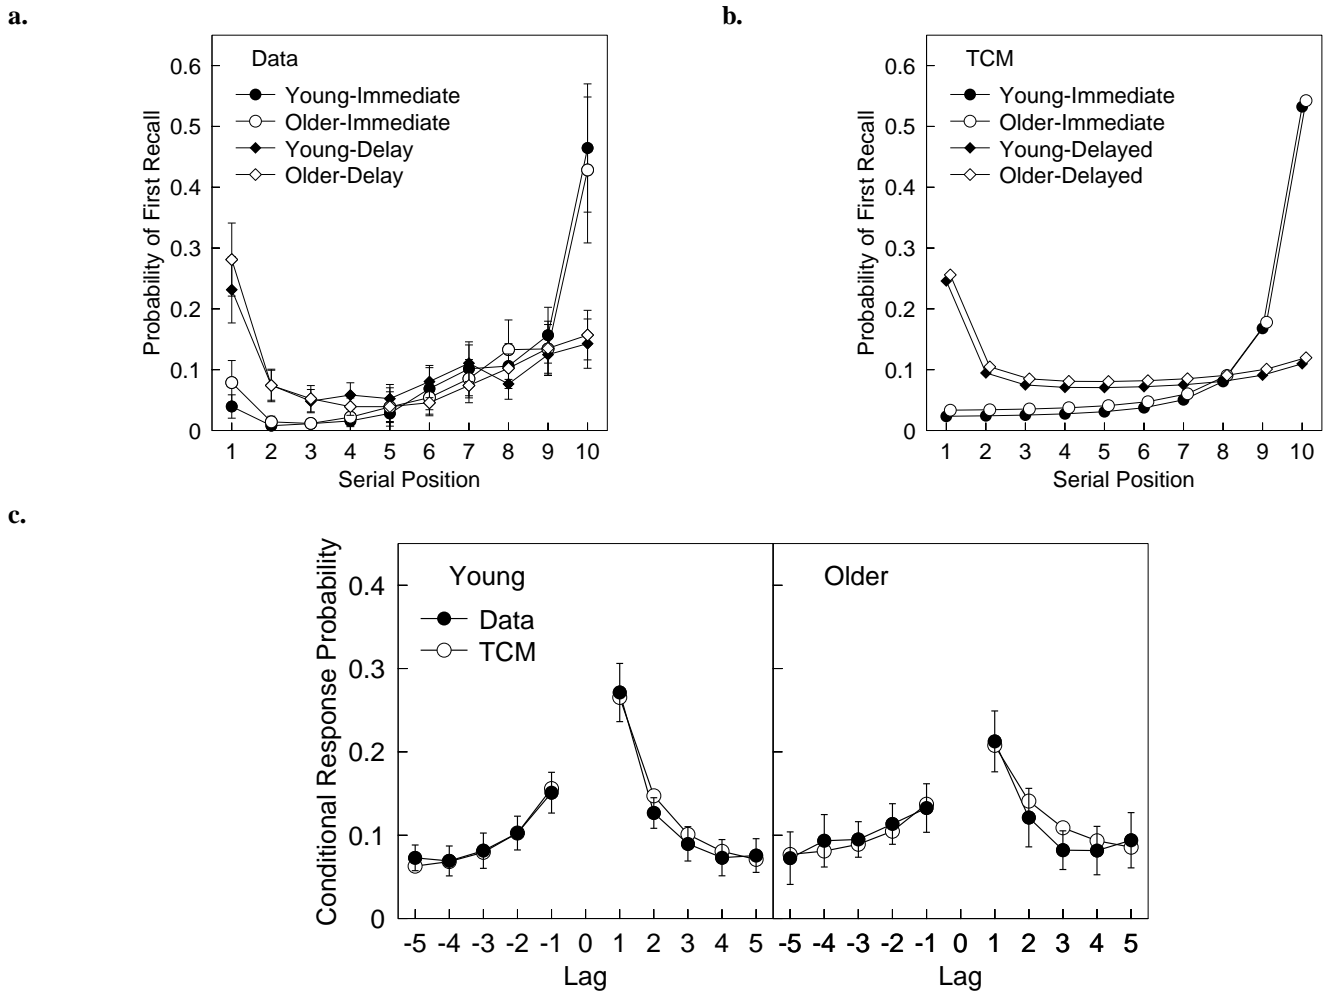 a.
Data
Young-Immediate
Older-Immediate
Young-Delay
Older-Delay
Probability of First Recall
0.6
0.5
0.4
0.3
0.2
0.1
0
1 2 3 4 5 6 7 8 9 10
Serial Position
b.
TCM
Young-Immediate
Older-Immediate
Young-Delayed
Older-Delayed
Probability of First Recall
0.6
0.5
0.4
0.3
0.2
0.1
0
1 2 3 4 5 6 7 8 9 10
Serial Position
c.
Conditional Response Probability
0.4
0.3
0.2
0.1
0
Young
Data
TCM
-5 -4 -3 -2 -1 0 1 2 3 4 5
Lag
Older
-5 -4 -3 -2 -1 0 1 2 3 4 5
Lag